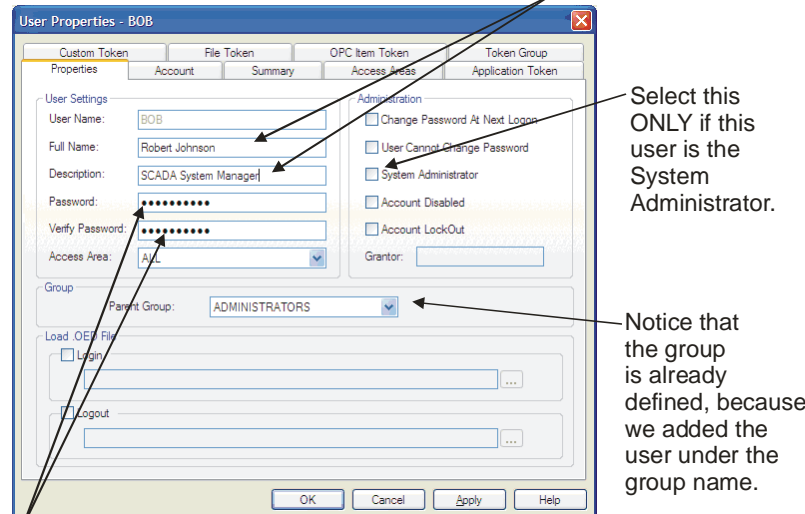 User Properties - BOB
Custom Token File Token OPC Item Token Token Group
Properties Account Summary Access Areas Application Token
User Settings
User Name: BOB
Full Name: Robert Johnson
Description: SCADA System Manager
Password: ••••••••••
Verify Password: ••••••••••
Access Area: ALL
Administration
Change Password At Next Logon
User Cannot Change Password
System Administrator
Account Disabled
Account LockOut
Grantor:
Group
Parent Group: ADMINISTRATORS
Load .OED File
Login
...
Logout
...
OK Cancel Apply Help
Select this
ONLY if this
user is the
System
Administrator.
Notice that
the group
is already
defined, because
we added the
user under the
group name.